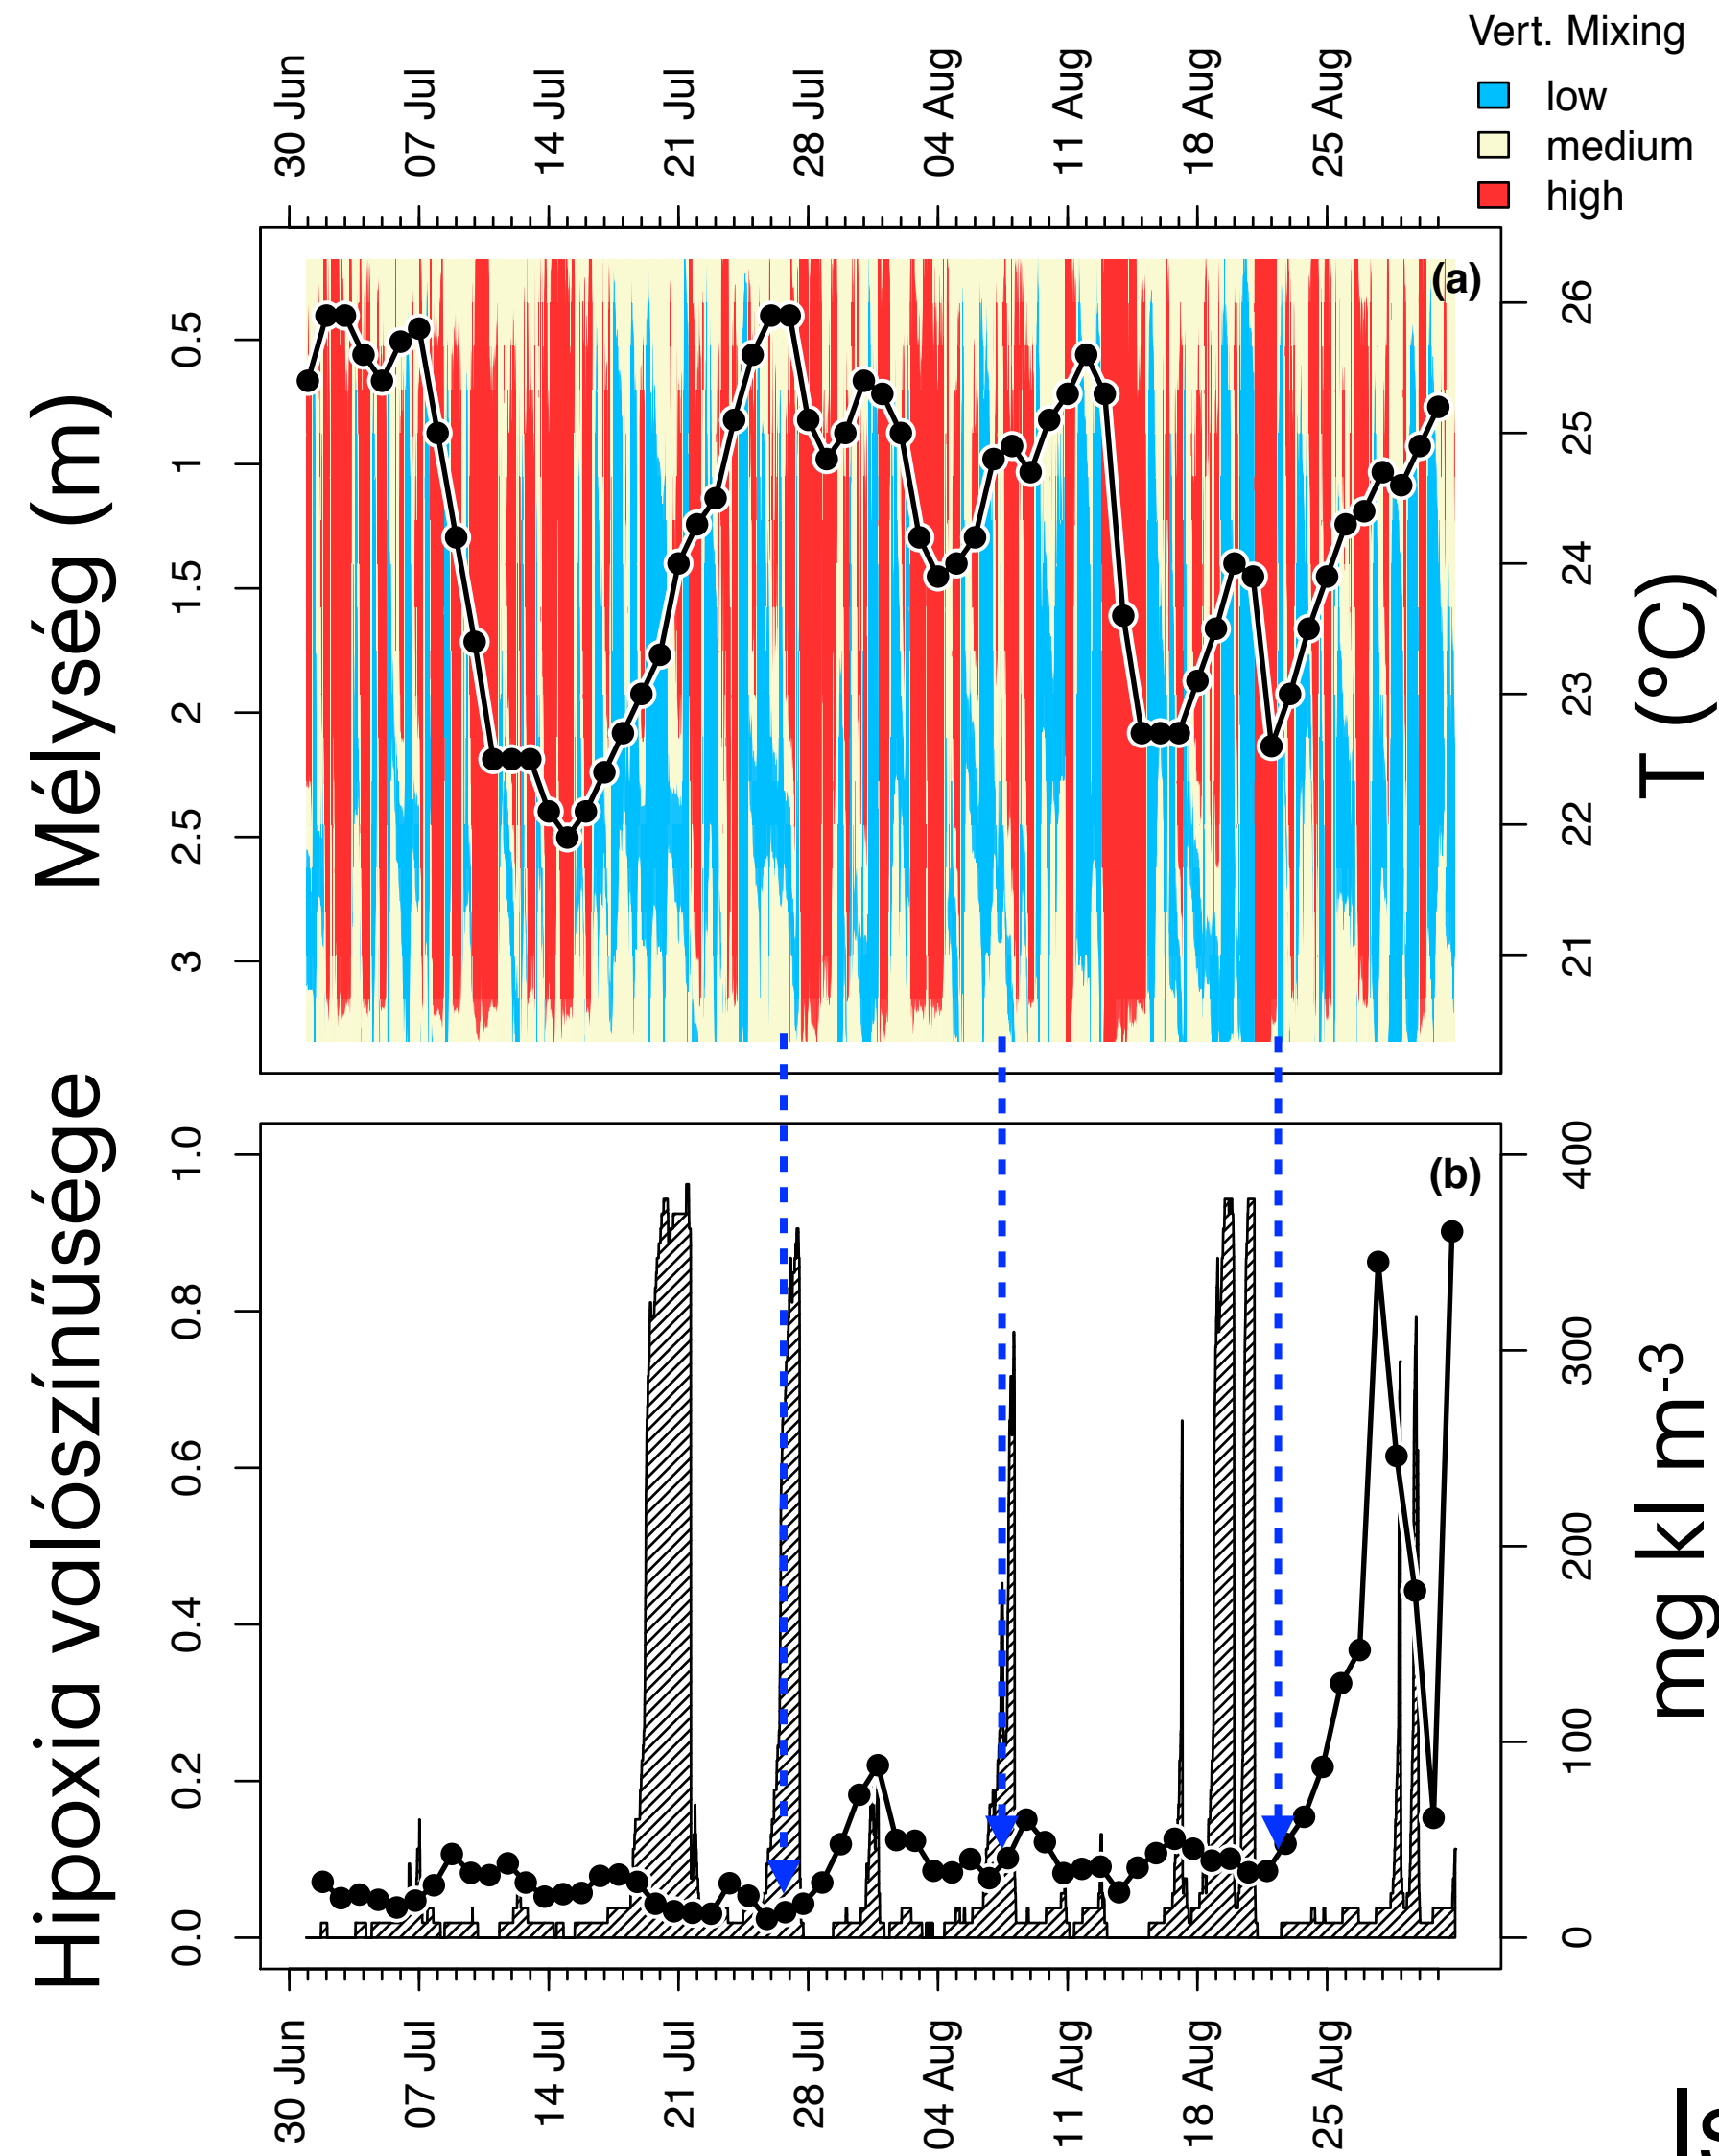 Vert. Mixing
low
medium
high
30 Jun
07 Jul
14 Jul
21 Jul
28 Jul
04 Aug
11 Aug
18 Aug
25 Aug
Mélység (m)
0.5
1
1.5
2
2.5
3
(a)
26
25
24
23
22
21
T (°C)
Hipoxia valószínűsége
1.0
0.8
0.6
0.4
0.2
0.0
(b)
400
300
200
100
0
mg kl m-3
30 Jun
07 Jul
14 Jul
21 Jul
28 Jul
04 Aug
11 Aug
18 Aug
25 Aug